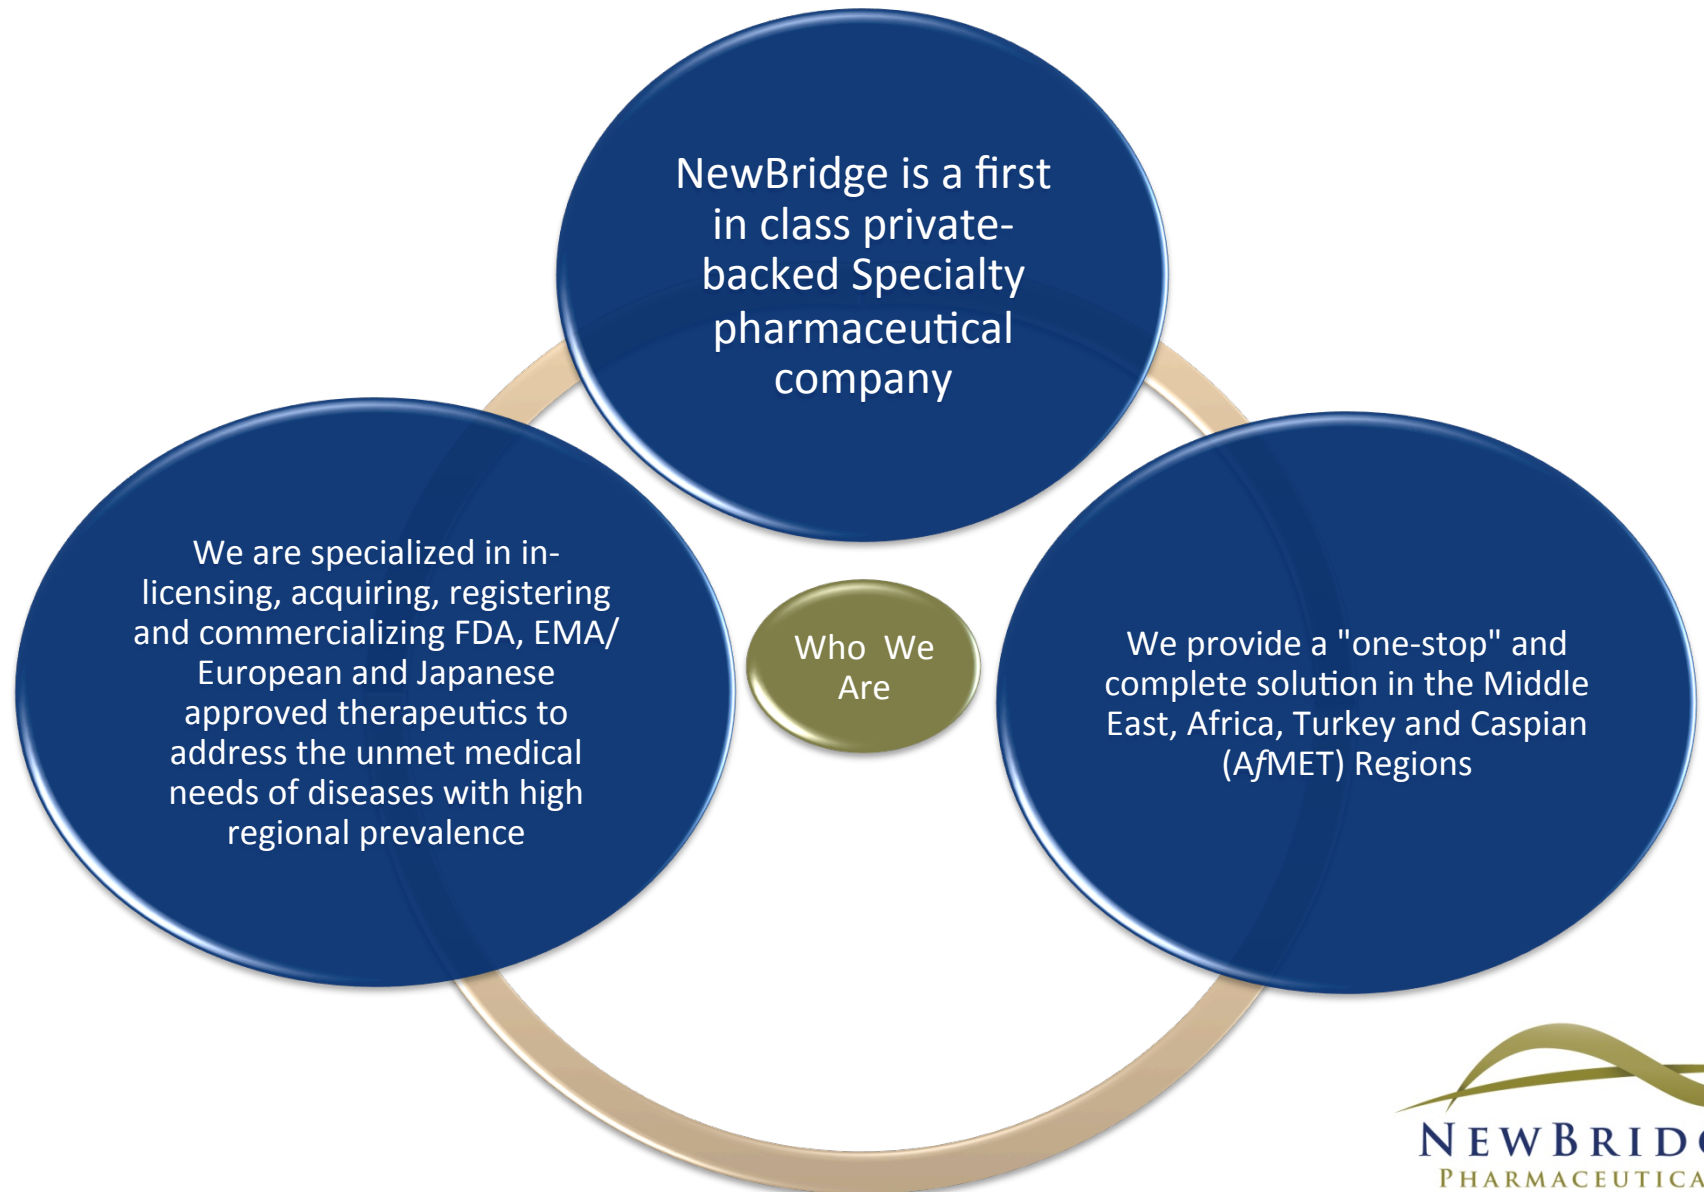 NewBridge is a first
in class private-
backed Specialty
pharmaceutical
company
We are specialized in in-
licensing, acquiring, registering
and commercializing FDA, EMA/
European and Japanese
approved therapeutics to
address the unmet medical
needs of diseases with high
regional prevalence
Who We
Are
We provide a "one-stop" and
complete solution in the Middle
East, Africa, Turkey and Caspian
(AfMET) Regions